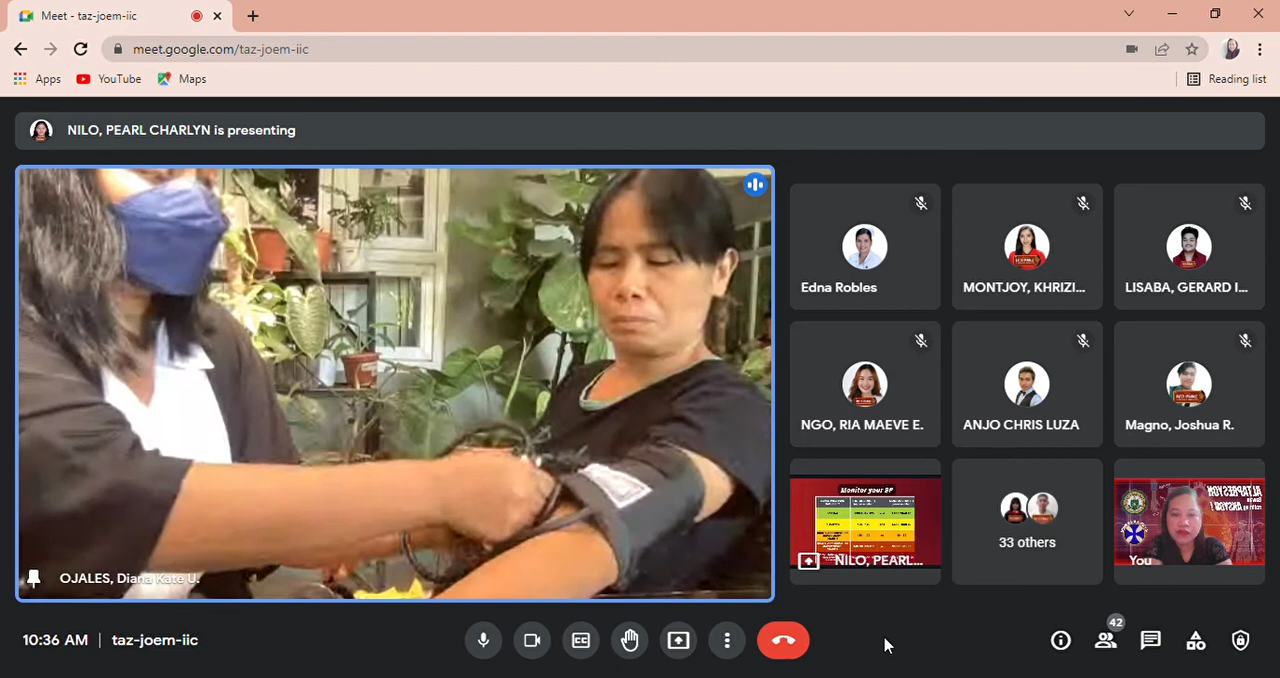 Meet - taz-joem-iic
meet.google.com/taz-joem-iic
Apps
YouTube
Maps
Reading list
NILO, PEARL CHARLYN is presenting
Edna Robles
MONTJOY, KHRIZI...
LISABA, GERARD I...
NGO, RIA MAEVE E.
ANJO CHRIS LUZA
Magno, Joshua R.
OJALES, Diana Kate U.
Monitor your BP
NILO, PEARL...
33 others
You
10:36 AM
taz-joem-iic
42